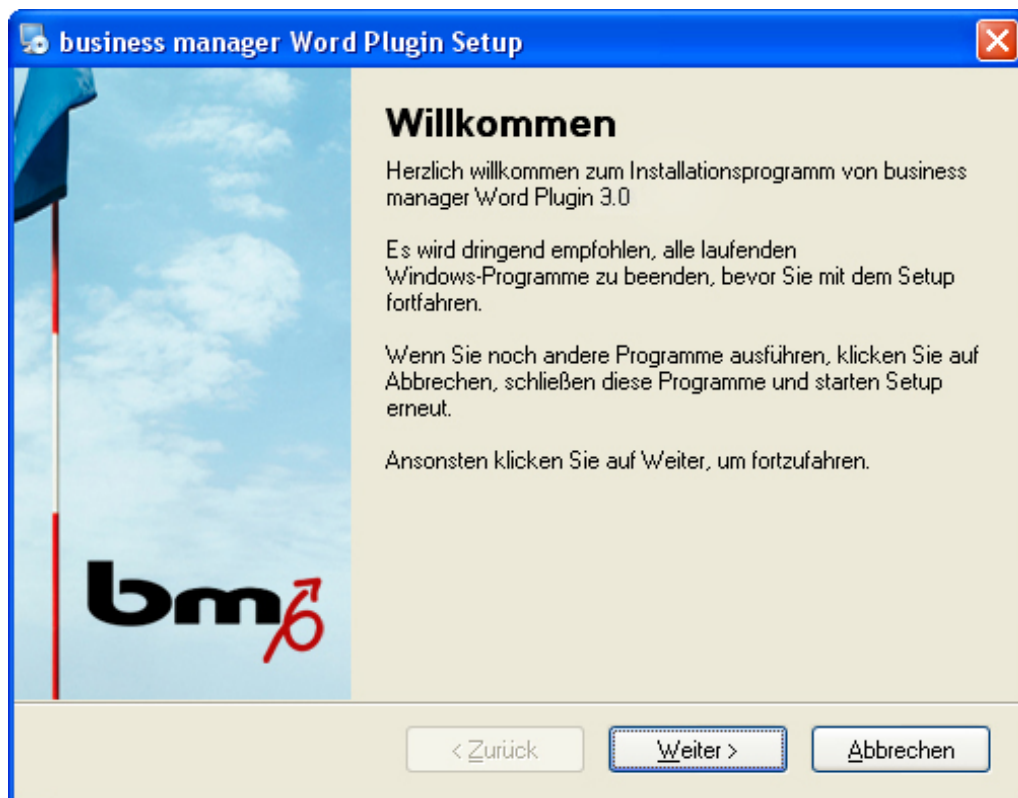 business manager Word Plugin Setup
Willkommen
Herzlich willkommen zum Installationsprogramm von business
manager Word Plugin 3.0
Es wird dringend empfohlen, alle laufenden
Windows-Programme zu beenden, bevor Sie mit dem Setup
fortfahren.
Wenn Sie noch andere Programme ausführen, klicken Sie auf
Abbrechen, schließen diese Programme und starten Setup
erneut.
Ansonsten klicken Sie auf Weiter, um fortzufahren.
bm6
< Zurück
Weiter >
Abbrechen